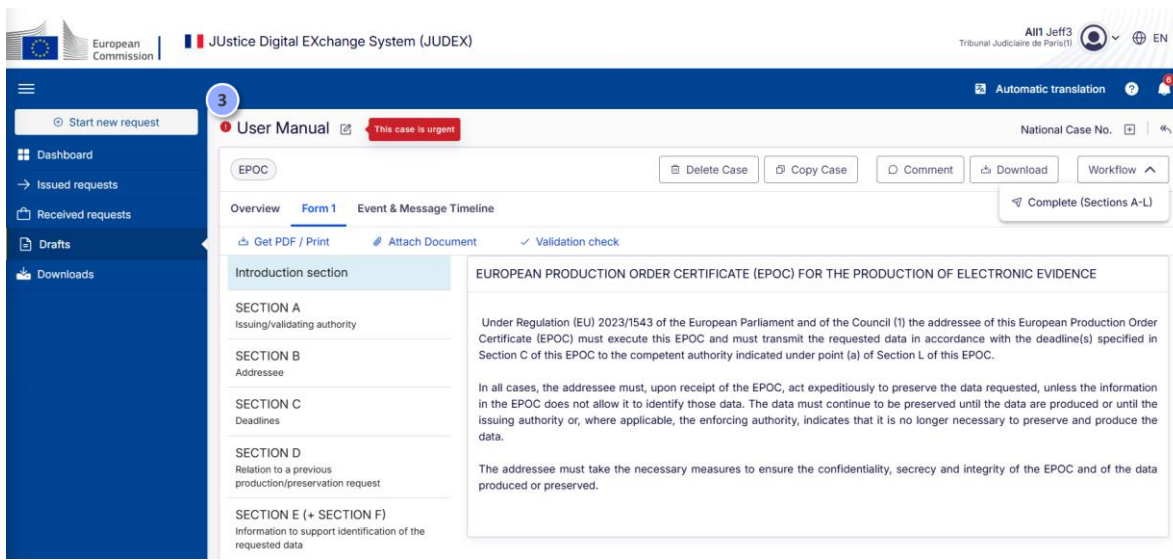 European
Commission
JUstice Digital EXchange System (JUDEX)
All1 Jeff3
Tribunal Judiciaire de Paris(1)
EN
Automatic translation
6
Start new request
3
User Manual
This case is urgent
National Case No.
Dashboard
Issued requests
Received requests
Drafts
Downloads
EPOC
Delete Case
Copy Case
Comment
Download
Workflow
Complete (Sections A-L)
Overview
Form 1
Event & Message Timeline
Get PDF / Print
Attach Document
Validation check
Introduction section
SECTION A
Issuing/validating authority
SECTION B
Addressee
SECTION C
Deadlines
SECTION D
Relation to a previous
production/preservation request
SECTION E (+ SECTION F)
Information to support identification of the
requested data
EUROPEAN PRODUCTION ORDER CERTIFICATE (EPOC) FOR THE PRODUCTION OF ELECTRONIC EVIDENCE
Under Regulation (EU) 2023/1543 of the European Parliament and of the Council (1) the addressee of this European Production Order
Certificate (EPOC) must execute this EPOC and must transmit the requested data in accordance with the deadline(s) specified in
Section C of this EPOC to the competent authority indicated under point (a) of Section L of this EPOC.
In all cases, the addressee must, upon receipt of the EPOC, act expeditiously to preserve the data requested, unless the information
in the EPOC does not allow it to identify those data. The data must continue to be preserved until the data are produced or until the
issuing authority or, where applicable, the enforcing authority, indicates that it is no longer necessary to preserve and produce the
data.
The addressee must take the necessary measures to ensure the confidentiality, secrecy and integrity of the EPOC and of the data
produced or preserved.